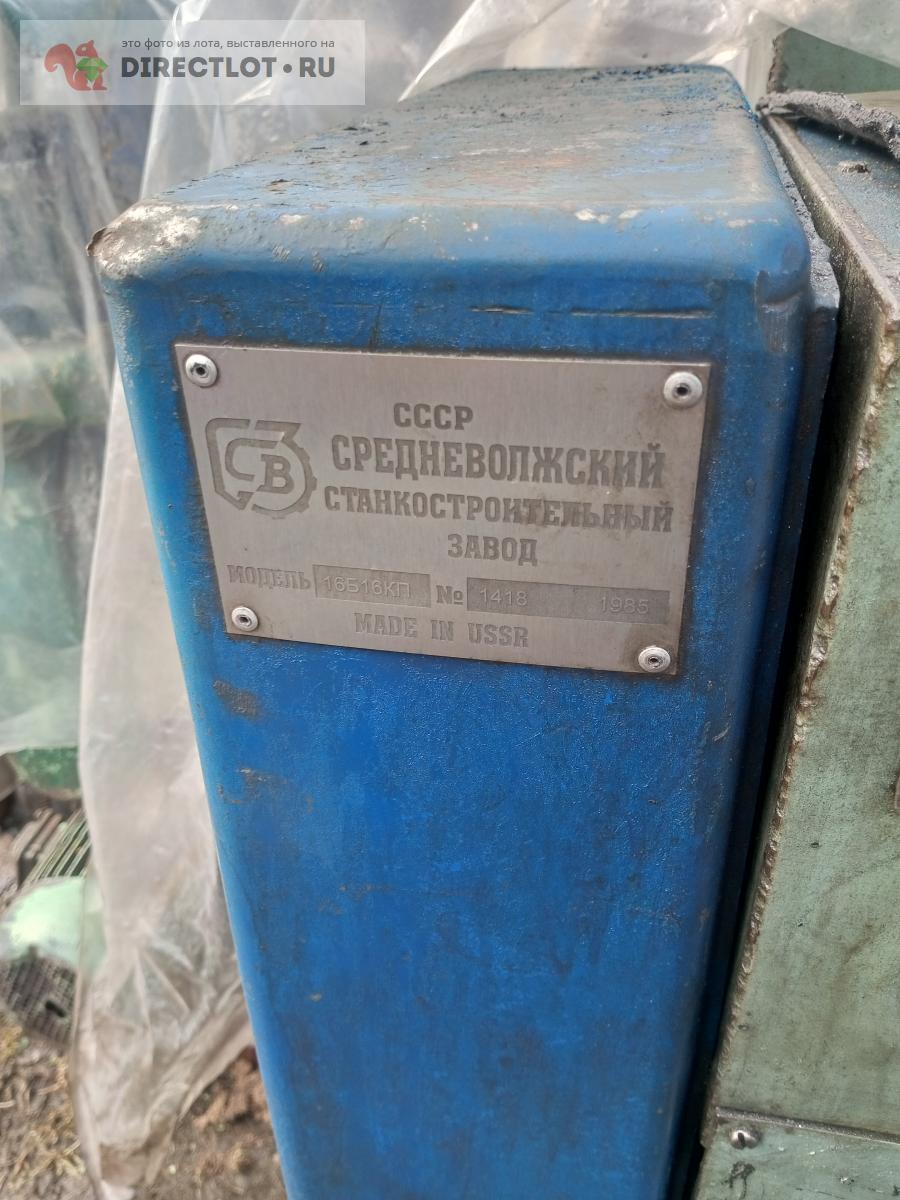 это фото из лота, выставленного на
DIRECTLOT.RU
СССР
СРЕДНЕВОЛЖСКИЙ
СТАНКОСТРОИТЕЛЬНЫЙ
ЗАВОД
СВ
МОДЕЛЬ 16Б16КП № 1418 1985
MADE IN USSR